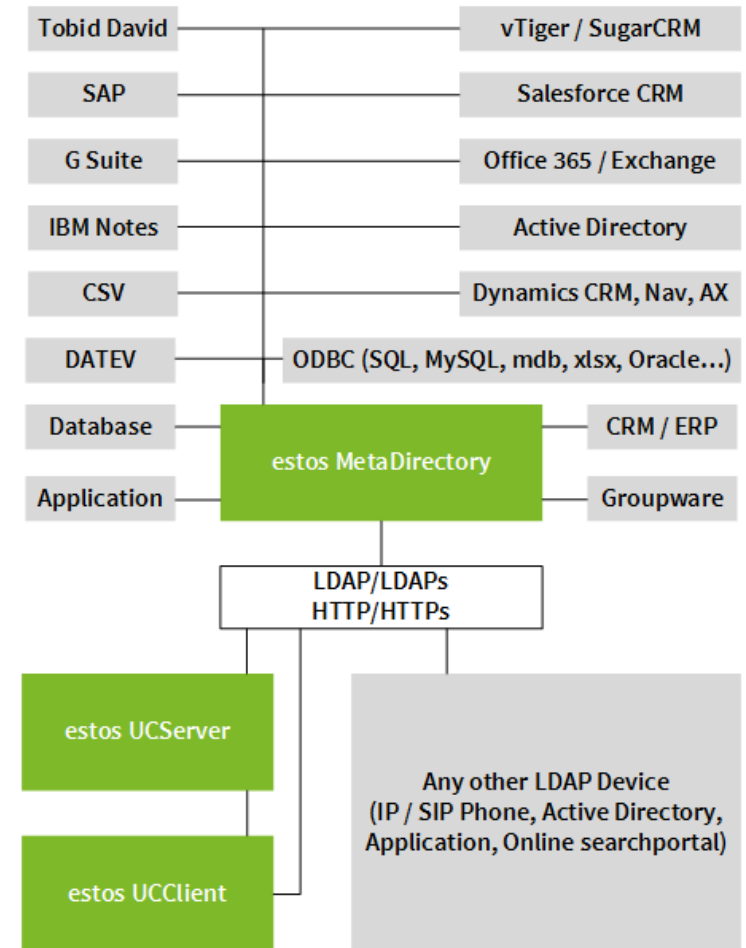 Tobid David
vTiger / SugarCRM
SAP
Salesforce CRM
G Suite
Office 365 / Exchange
IBM Notes
Active Directory
CSV
Dynamics CRM, Nav, AX
DATEV
ODBC (SQL, MySQL, mdb, xlsx, Oracle...)
Database
estos MetaDirectory
CRM / ERP
Application
Groupware
LDAP/LDAPs
HTTP/HTTPs
estos UCServer
Any other LDAP Device
(IP / SIP Phone, Active Directory,
Application, Online searchportal)
estos UCClient